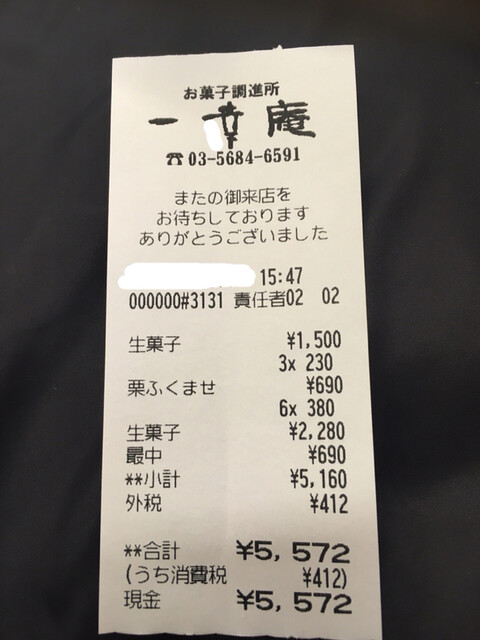 お菓子調進所
一幸庵
☎03-5684-6591
またの御来店を
お待ちしております
ありがとうございました
15:47
000000#3131 責任者02 02
生菓子 ¥1,500
3x 230
栗ふくませ ¥690
6x 380
生菓子 ¥2,280
最中 ¥690
**小計 ¥5,160
外税 ¥412
**合計 ¥5,572
(うち消費税 ¥412)
現金 ¥5,572